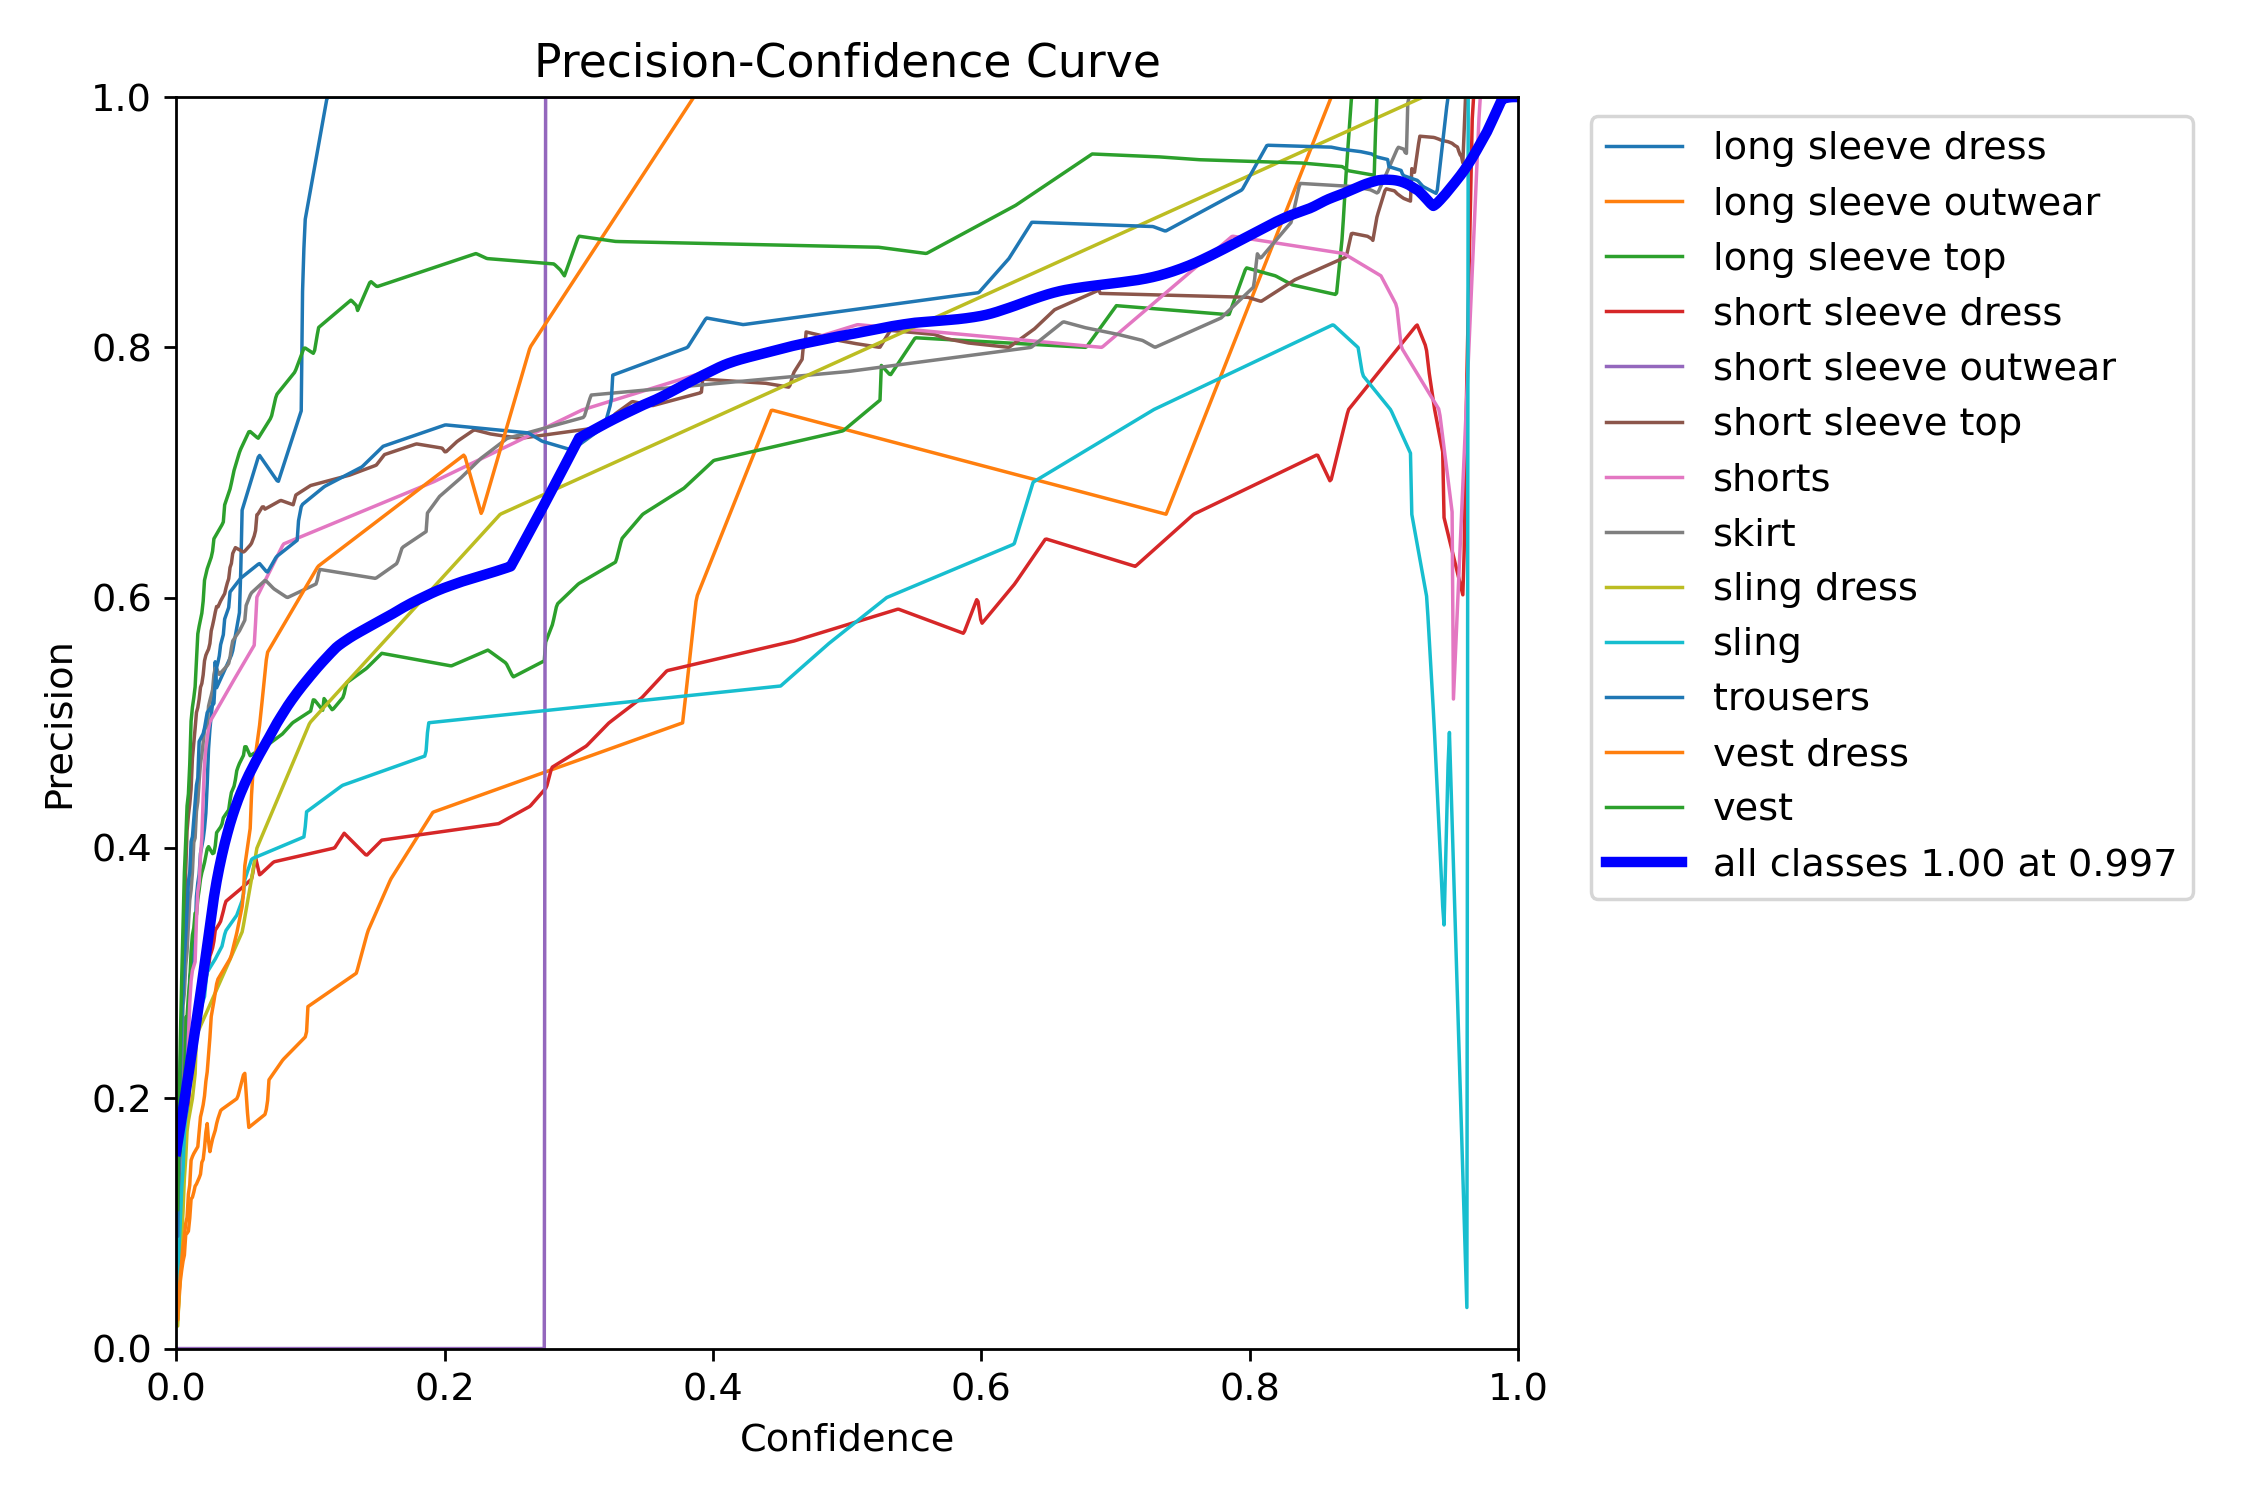 Precision-Confidence Curve
1.0
0.8
0.6
0.4
0.2
0.0
Precision
0.0 0.2 0.4 0.6 0.8 1.0
Confidence
long sleeve dress
long sleeve outwear
long sleeve top
short sleeve dress
short sleeve outwear
short sleeve top
shorts
skirt
sling dress
sling
trousers
vest dress
vest
all classes 1.00 at 0.997